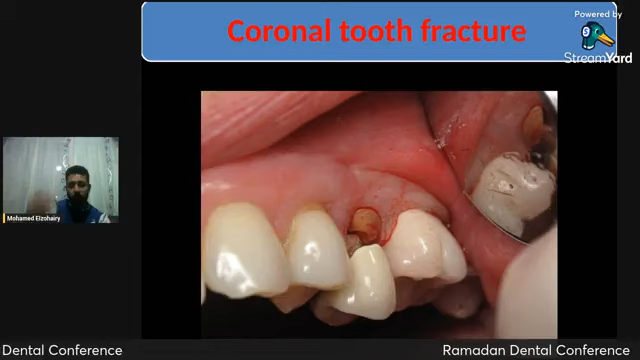 Coronal tooth fracture
Powered by
StreamYard
Mohamed Elzohairy
Dental Conference
Ramadan Dental Conference